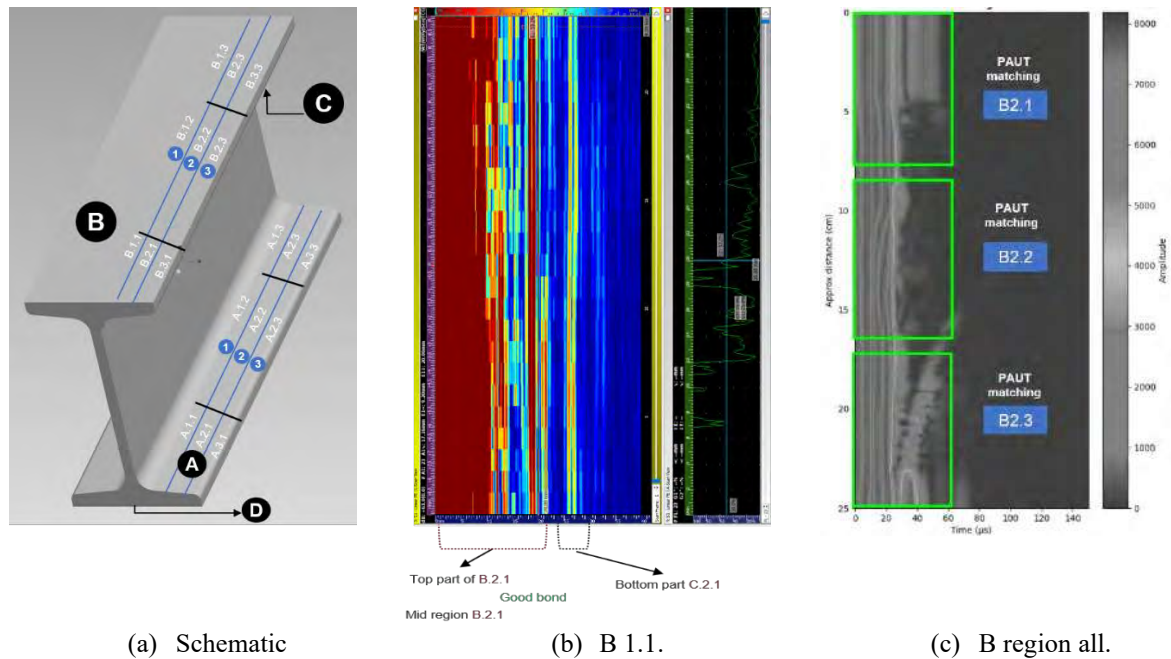 B.1.3
B.2.3
B.3.3
C
B.1.2
B.2.2
B.2.3
1
2
3
B
B.1.1
B.2.1
B.3.1
A.1.3
A.2.3
A.3.3
A.1.2
A.2.2
A.2.3
1
2
3
A.1.1
A.2.1
A.3.1
A
D
Top part of B.2.1
Good bond
Mid region B.2.1
Bottom part C.2.1
PAUT
matching
B2.1
PAUT
matching
B2.2
PAUT
matching
B2.3
Approx distance (cm)
0
5
10
15
20
25
0
20
40
60
80
100
120
140
Time (μs)
8000
7000
6000
5000
4000
3000
2000
1000
0
Amplitude
(a) Schematic
(b) B 1.1.
(c) B region all.